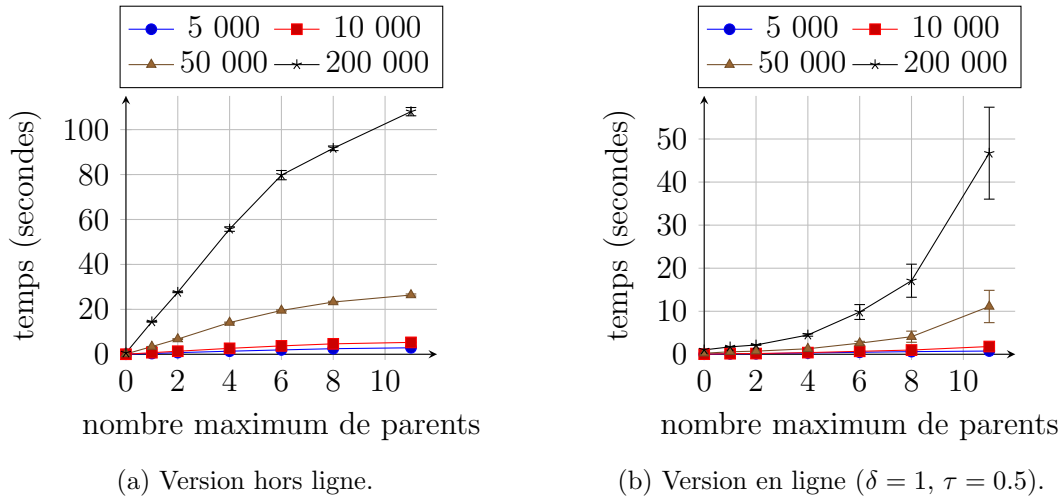 5 000 10 000
50 000 200 000
100
80
60
40
20
0
0 2 4 6 8 10
temps (secondes)
nombre maximum de parents
(a) Version hors ligne.
5 000 10 000
50 000 200 000
50
40
30
20
10
0
0 2 4 6 8 10
temps (secondes)
nombre maximum de parents
(b) Version en ligne (δ = 1, τ = 0.5).